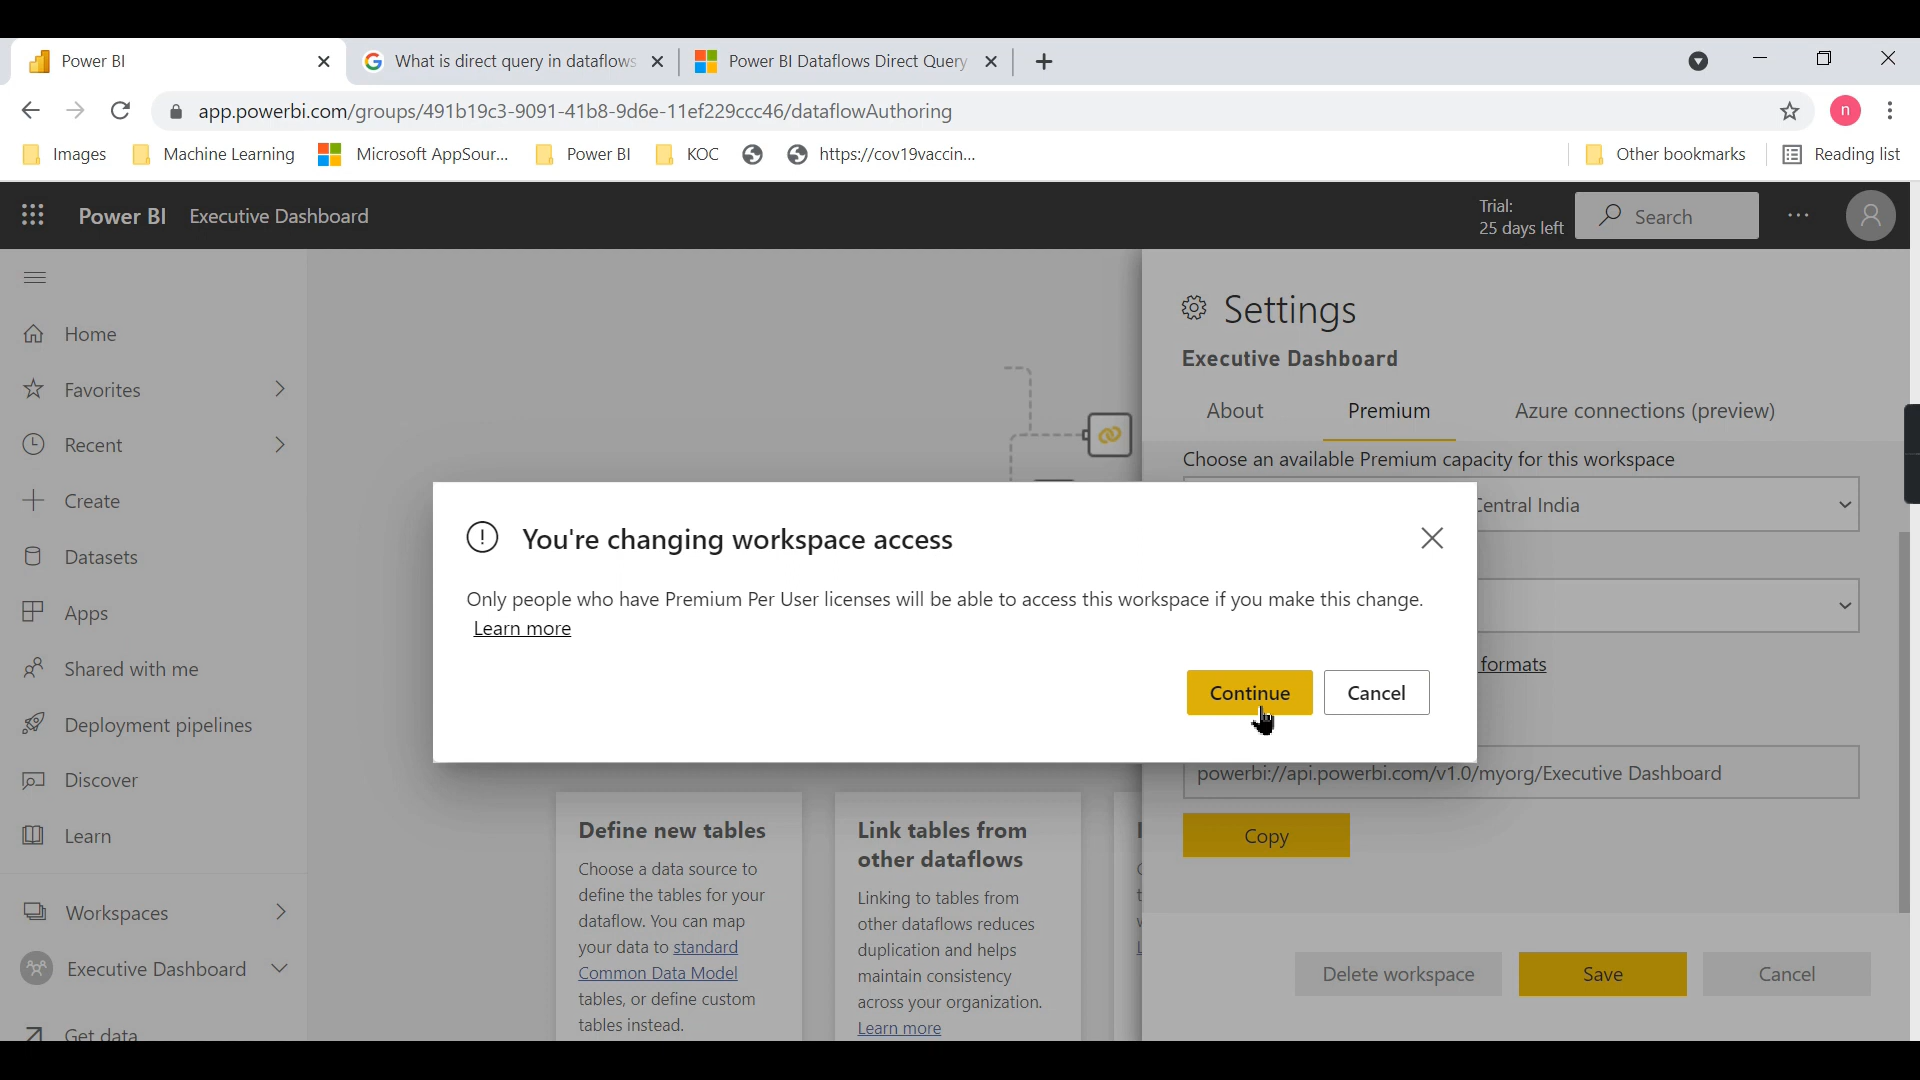 Power BI
What is direct query in dataflows
Power BI Dataflows Direct Query
app.powerbi.com/groups/491b19c3-9091-41b8-9d6e-11ef229ccc46/dataflowAuthoring
n
Images
Machine Learning
Microsoft AppSour...
Power BI
KOC
https://cov19vaccin...
Other bookmarks
Reading list
Power BI
Executive Dashboard
Trial:
25 days left
Search
Home
Favorites
Recent
Create
Datasets
Apps
Shared with me
Deployment pipelines
Discover
Learn
Workspaces
Executive Dashboard
Get data
Settings
Executive Dashboard
About
Premium
Azure connections (preview)
Choose an available Premium capacity for this workspace
Central India
formats
powerbi://api.powerbi.com/v1.0/myorg/Executive Dashboard
Copy
Delete workspace
Save
Cancel
You're changing workspace access
Only people who have Premium Per User licenses will be able to access this workspace if you make this change.
Learn more
Continue
Cancel
Define new tables
Choose a data source to
define the tables for your
dataflow. You can map
your data to standard
Common Data Model
tables, or define custom
tables instead.
Link tables from
other dataflows
Linking to tables from
other dataflows reduces
duplication and helps
maintain consistency
across your organization.
Learn more